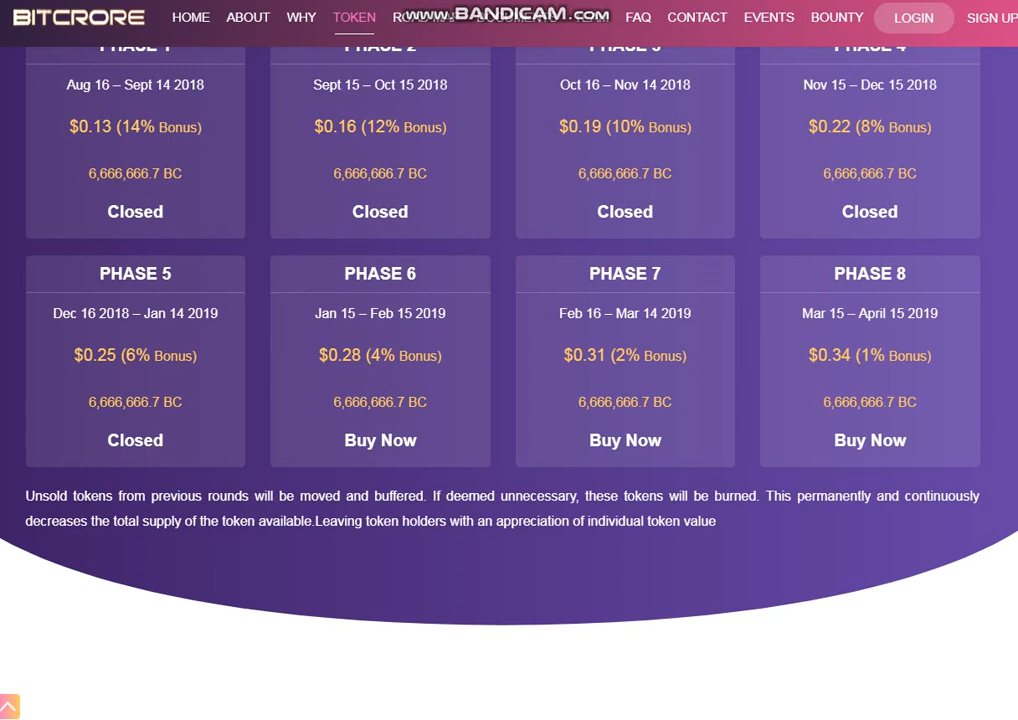 BITCRORE HOME ABOUT WHY TOKEN FAQ CONTACT EVENTS BOUNTY LOGIN SIGN UP
www.BANDICAM.com
PHASE 1 PHASE 2 PHASE 3 PHASE 4
Aug 16 – Sept 14 2018 Sept 15 – Oct 15 2018 Oct 16 – Nov 14 2018 Nov 15 – Dec 15 2018
$0.13 (14% Bonus) $0.16 (12% Bonus) $0.19 (10% Bonus) $0.22 (8% Bonus)
6,666,666.7 BC 6,666,666.7 BC 6,666,666.7 BC 6,666,666.7 BC
Closed Closed Closed Closed
PHASE 5 PHASE 6 PHASE 7 PHASE 8
Dec 16 2018 – Jan 14 2019 Jan 15 – Feb 15 2019 Feb 16 – Mar 14 2019 Mar 15 – April 15 2019
$0.25 (6% Bonus) $0.28 (4% Bonus) $0.31 (2% Bonus) $0.34 (1% Bonus)
6,666,666.7 BC 6,666,666.7 BC 6,666,666.7 BC 6,666,666.7 BC
Closed Buy Now Buy Now Buy Now
Unsold tokens from previous rounds will be moved and buffered. If deemed unnecessary, these tokens will be burned. This permanently and continuously
decreases the total supply of the token available.Leaving token holders with an appreciation of individual token value